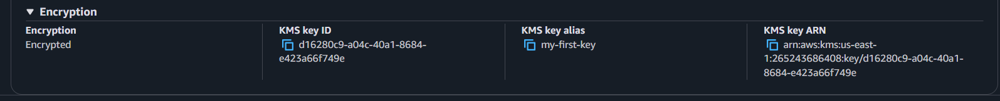 Encryption
Encryption
Encrypted
KMS key ID
d16280c9-a04c-40a1-8684-
e423a66f749e
KMS key alias
my-first-key
KMS key ARN
arn:aws:kms:us-east-
1:265243686408:key/d16280c9-a04c-40a1-
8684-e423a66f749e